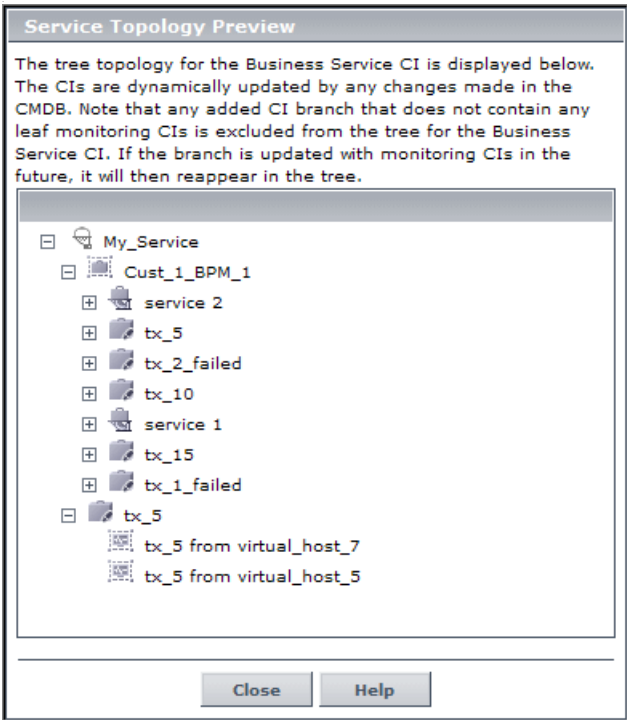 Service Topology Preview
The tree topology for the Business Service CI is displayed below.
The CIs are dynamically updated by any changes made in the
CMDB. Note that any added CI branch that does not contain any
leaf monitoring CIs is excluded from the tree for the Business
Service CI. If the branch is updated with monitoring CIs in the
future, it will then reappear in the tree.
My_Service
Cust_1_BPM_1
service 2
tx_5
tx_2_failed
tx_10
service 1
tx_15
tx_1_failed
tx_5
tx_5 from virtual_host_7
tx_5 from virtual_host_5
Close Help